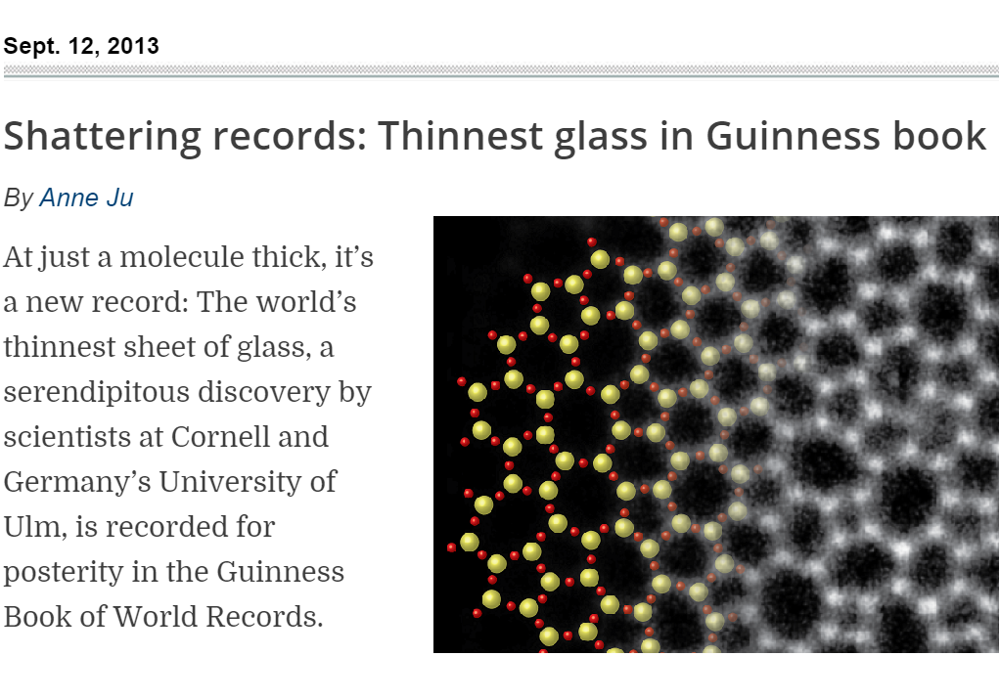 Sept. 12, 2013
Shattering records: Thinnest glass in Guinness book
By Anne Ju
At just a molecule thick, it’s
a new record: The world’s
thinnest sheet of glass, a
serendipitous discovery by
scientists at Cornell and
Germany’s University of
Ulm, is recorded for
posterity in the Guinness
Book of World Records.